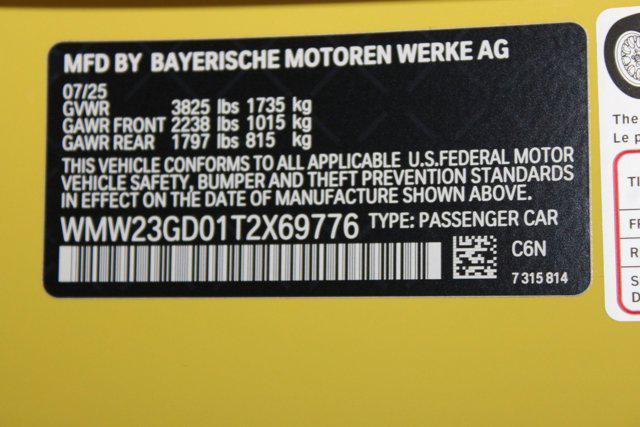 MFD BY BAYERISCHE MOTOREN WERKE AG
07/25
GVWR 3825 lbs 1735 kg
GAWR FRONT 2238 lbs 1015 kg
GAWR REAR 1797 lbs 815 kg
THIS VEHICLE CONFORMS TO ALL APPLICABLE U.S.FEDERAL MOTOR
VEHICLE SAFETY, BUMPER, AND THEFT PREVENTION STANDARDS
IN EFFECT ON THE DATE OF MANUFACTURE SHOWN ABOVE.
WMW23GD01T2X69776 TYPE: PASSENGER CAR
C6N
7 315 814
The
Le p